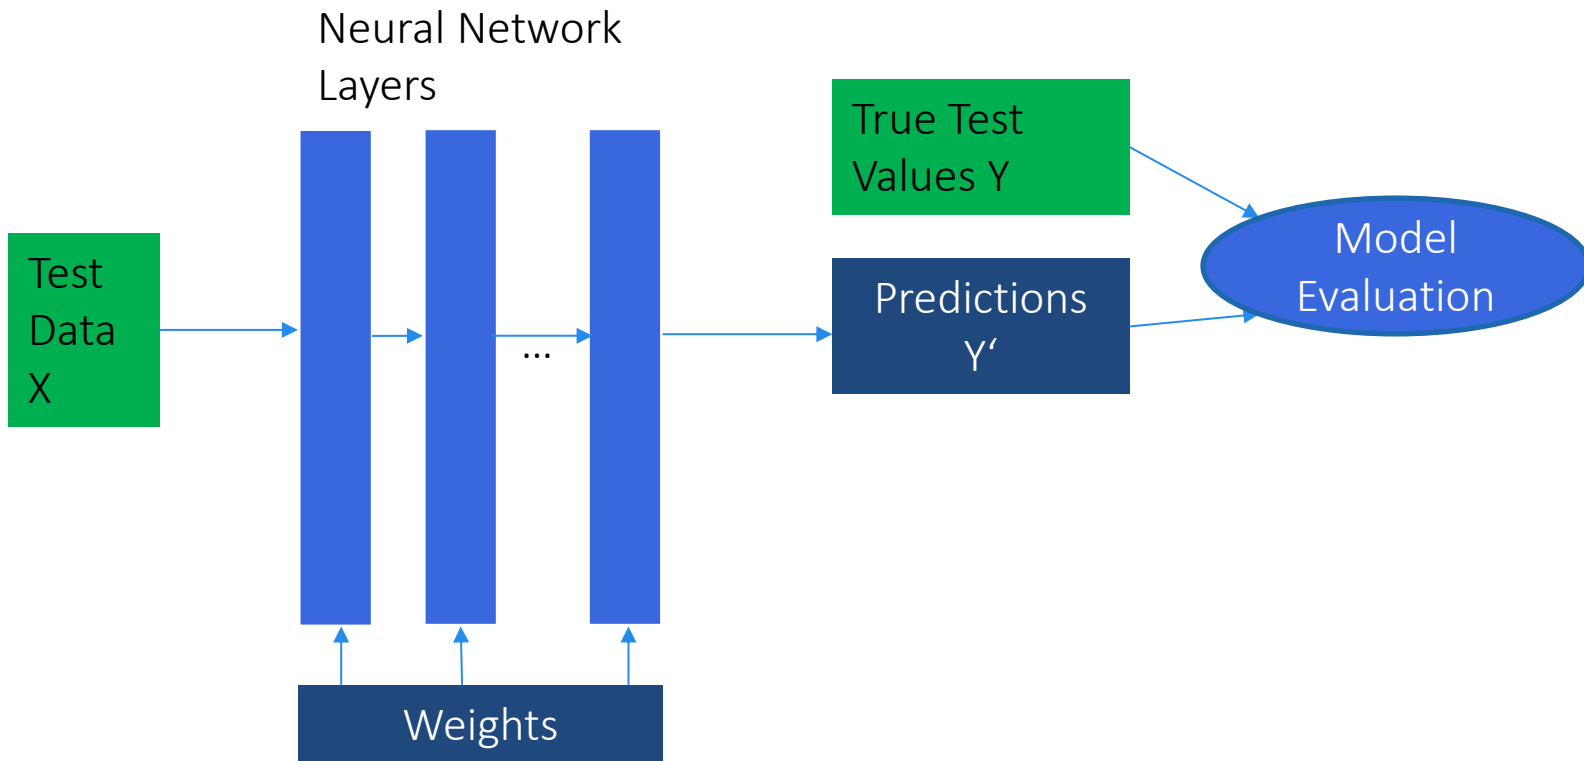 Neural Network
Layers
True Test
Values Y
Model
Evaluation
Test
Data
X
Predictions
Y‘
...
Weights